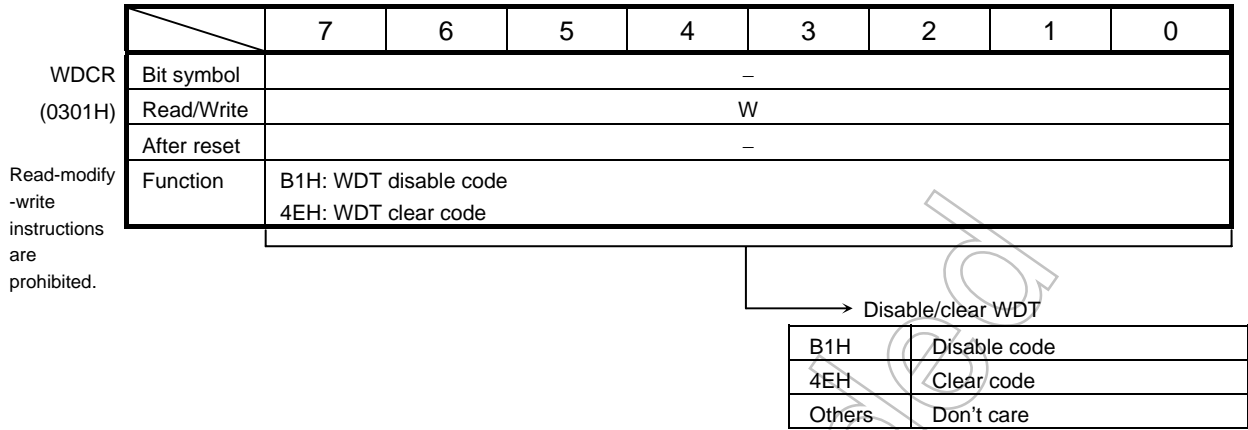 7 6 5 4 3 2 1 0
WDCR Bit symbol –
(0301H) Read/Write W
After reset –
Read-modify
-write
instructions
are
prohibited.
Function B1H: WDT disable code
4EH: WDT clear code
Disable/clear WDT
B1H Disable code
4EH Clear code
Others Don't care